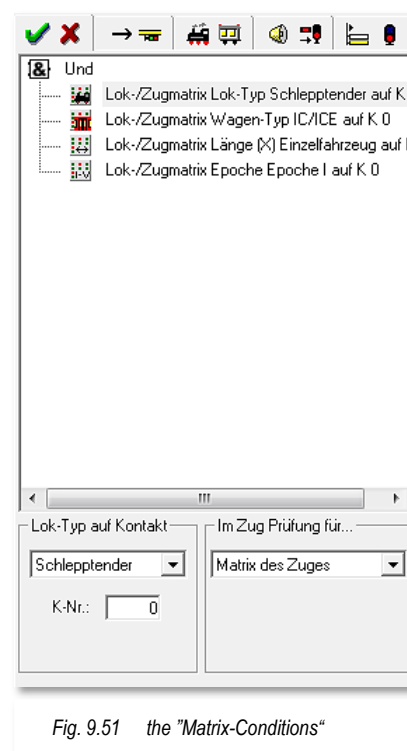 & Und
Lok-/Zugmatrix Lok-Typ Schlepptender auf K
Lok-/Zugmatrix Wagen-Typ IC/ICE auf K 0
Lok-/Zugmatrix Länge (X) Einzelfahrzeug auf
Lok-/Zugmatrix Epoche Epoche I auf K 0
Lok-Typ auf Kontakt
Im Zug Prüfung für...
Schlepptender
Matrix des Zuges
K-Nr.: 0
Fig. 9.51 the ”Matrix-Conditions“